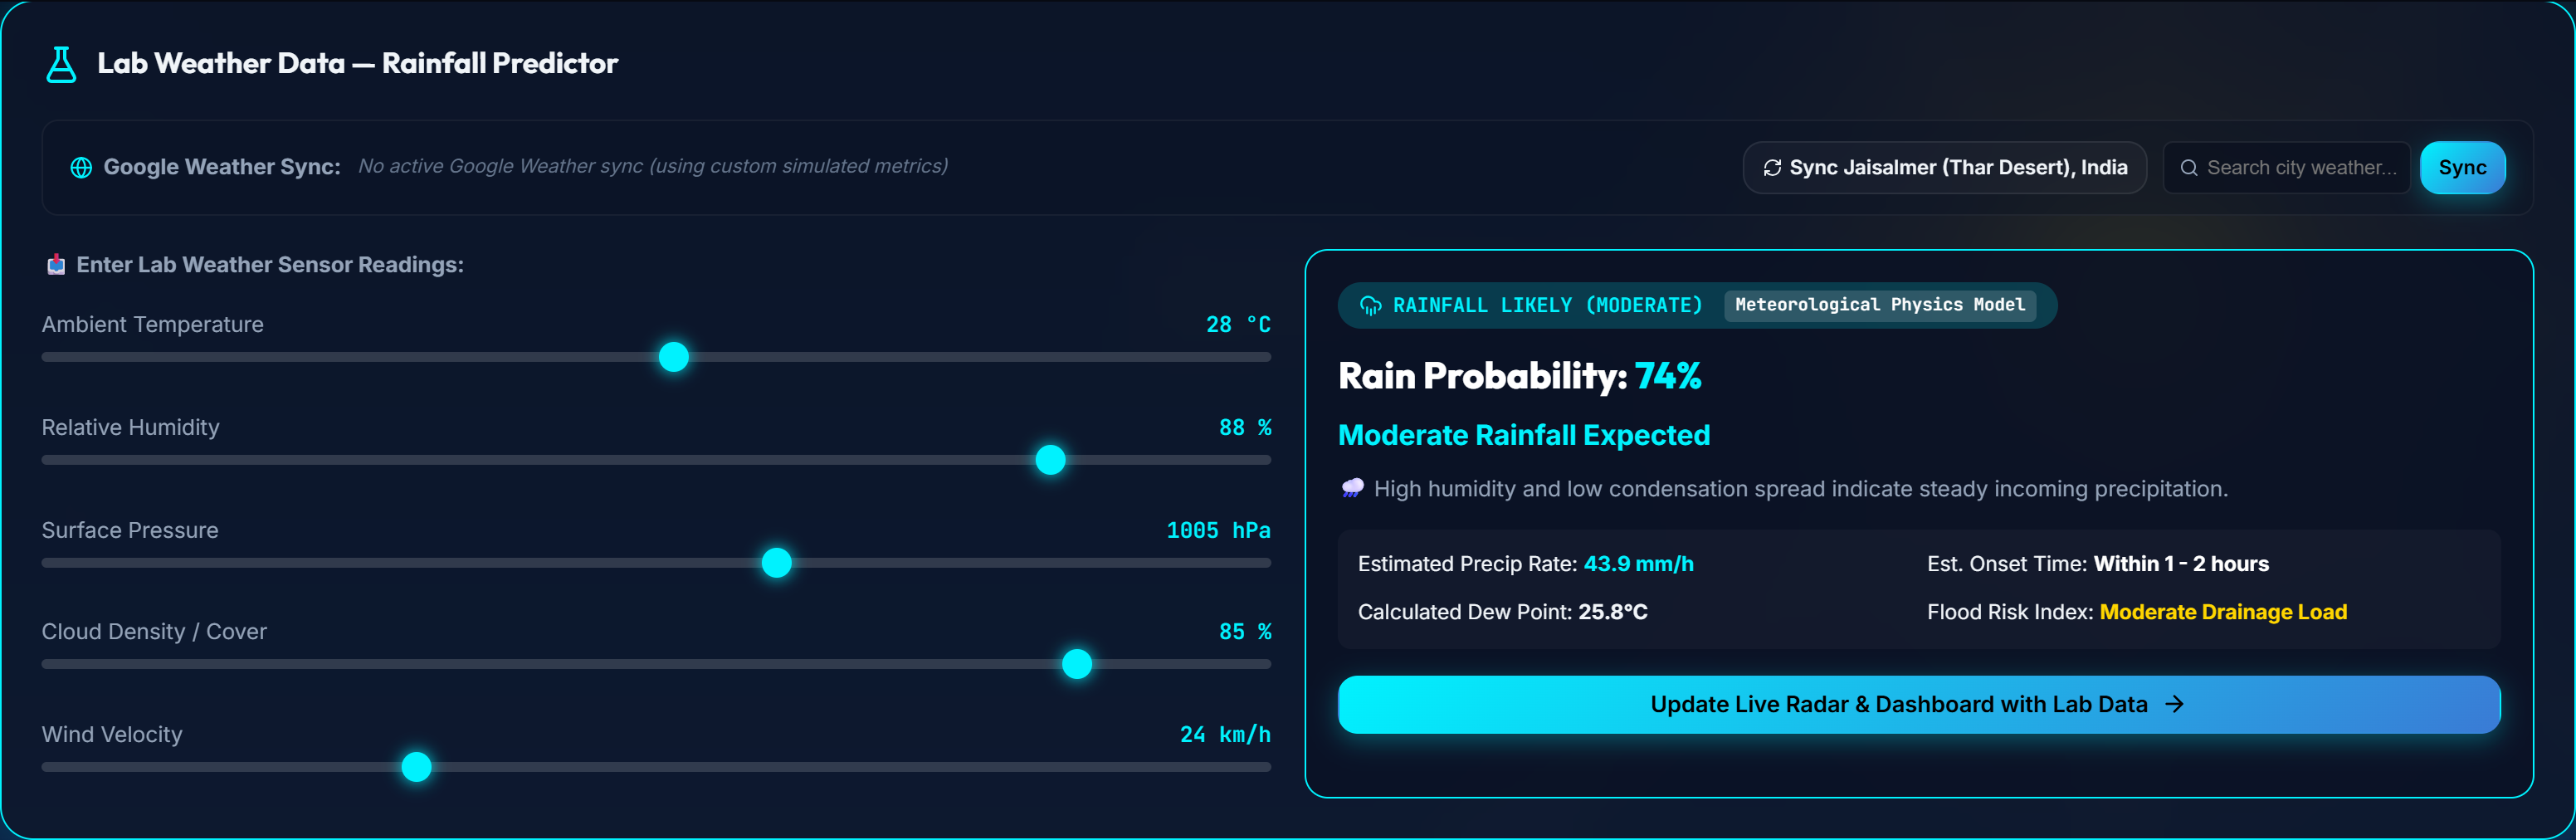 Lab Weather Data — Rainfall Predictor
Google Weather Sync: No active Google Weather sync (using custom simulated metrics)
Sync Jaisalmer (Thar Desert), India
Search city weather...
Sync
Enter Lab Weather Sensor Readings:
Ambient Temperature 28 °C
Relative Humidity 88 %
Surface Pressure 1005 hPa
Cloud Density / Cover 85 %
Wind Velocity 24 km/h
RAINFALL LIKELY (MODERATE) Meteorological Physics Model
Rain Probability: 74%
Moderate Rainfall Expected
High humidity and low condensation spread indicate steady incoming precipitation.
Estimated Precip Rate: 43.9 mm/h
Est. Onset Time: Within 1 - 2 hours
Calculated Dew Point: 25.8°C
Flood Risk Index: Moderate Drainage Load
Update Live Radar & Dashboard with Lab Data →